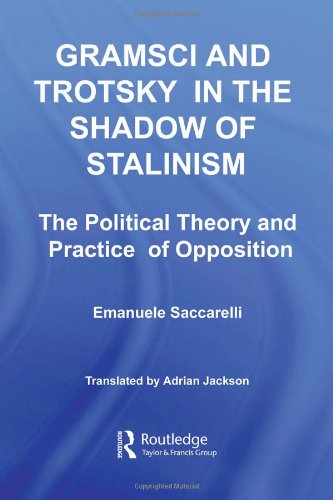 GRAMSCI AND
TROTSKY IN THE
SHADOW OF
STALINISM
The Political Theory and
Practice of Opposition
Emanuele Saccarelli
Translated by Adrian Jackson
ROUTLEDGE
Routledge
Taylor & Francis Group